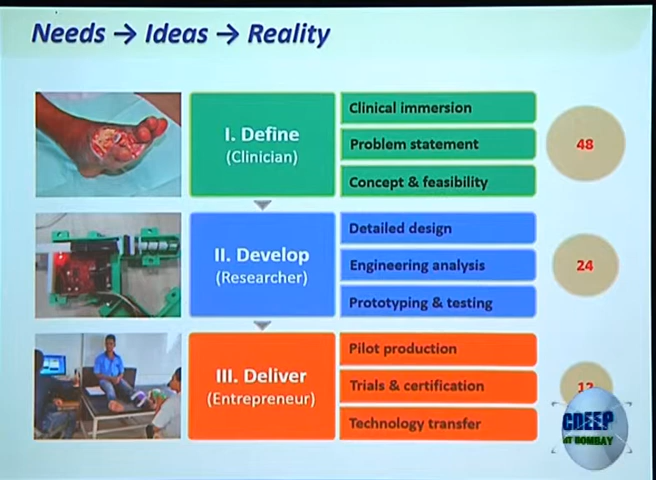 Needs → Ideas → Reality
I. Define
(Clinician)
Clinical immersion
Problem statement
Concept & feasibility
48
II. Develop
(Researcher)
Detailed design
Engineering analysis
Prototyping & testing
24
III. Deliver
(Entrepreneur)
Pilot production
Trials & certification
Technology transfer
12
CDEEP
IIT BOMBAY